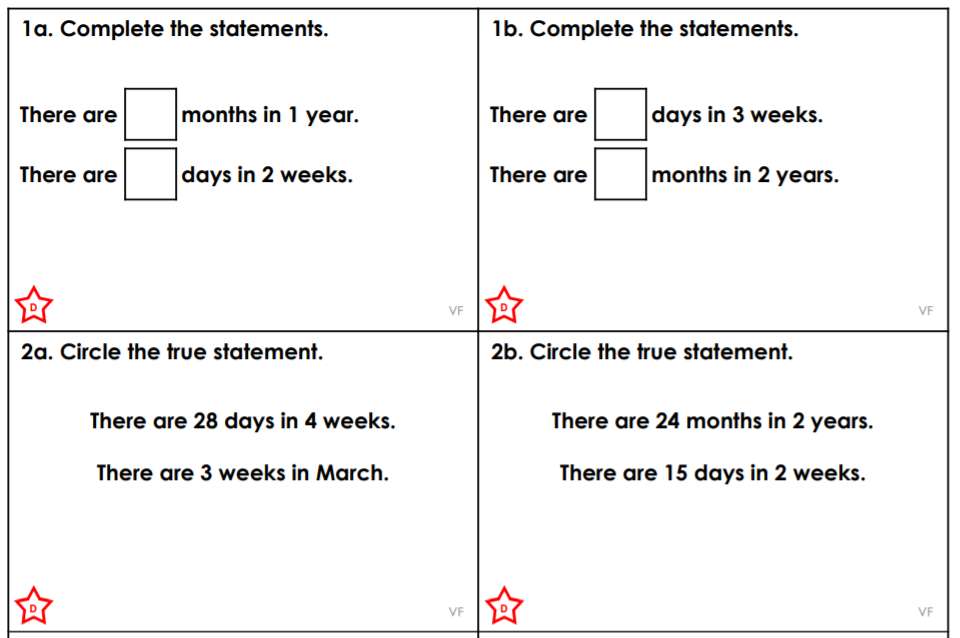 1a. Complete the statements.
There are months in 1 year.
There are days in 2 weeks.
D
VF
1b. Complete the statements.
There are days in 3 weeks.
There are months in 2 years.
D
VF
2a. Circle the true statement.
There are 28 days in 4 weeks.
There are 3 weeks in March.
D
VF
2b. Circle the true statement.
There are 24 months in 2 years.
There are 15 days in 2 weeks.
D
VF